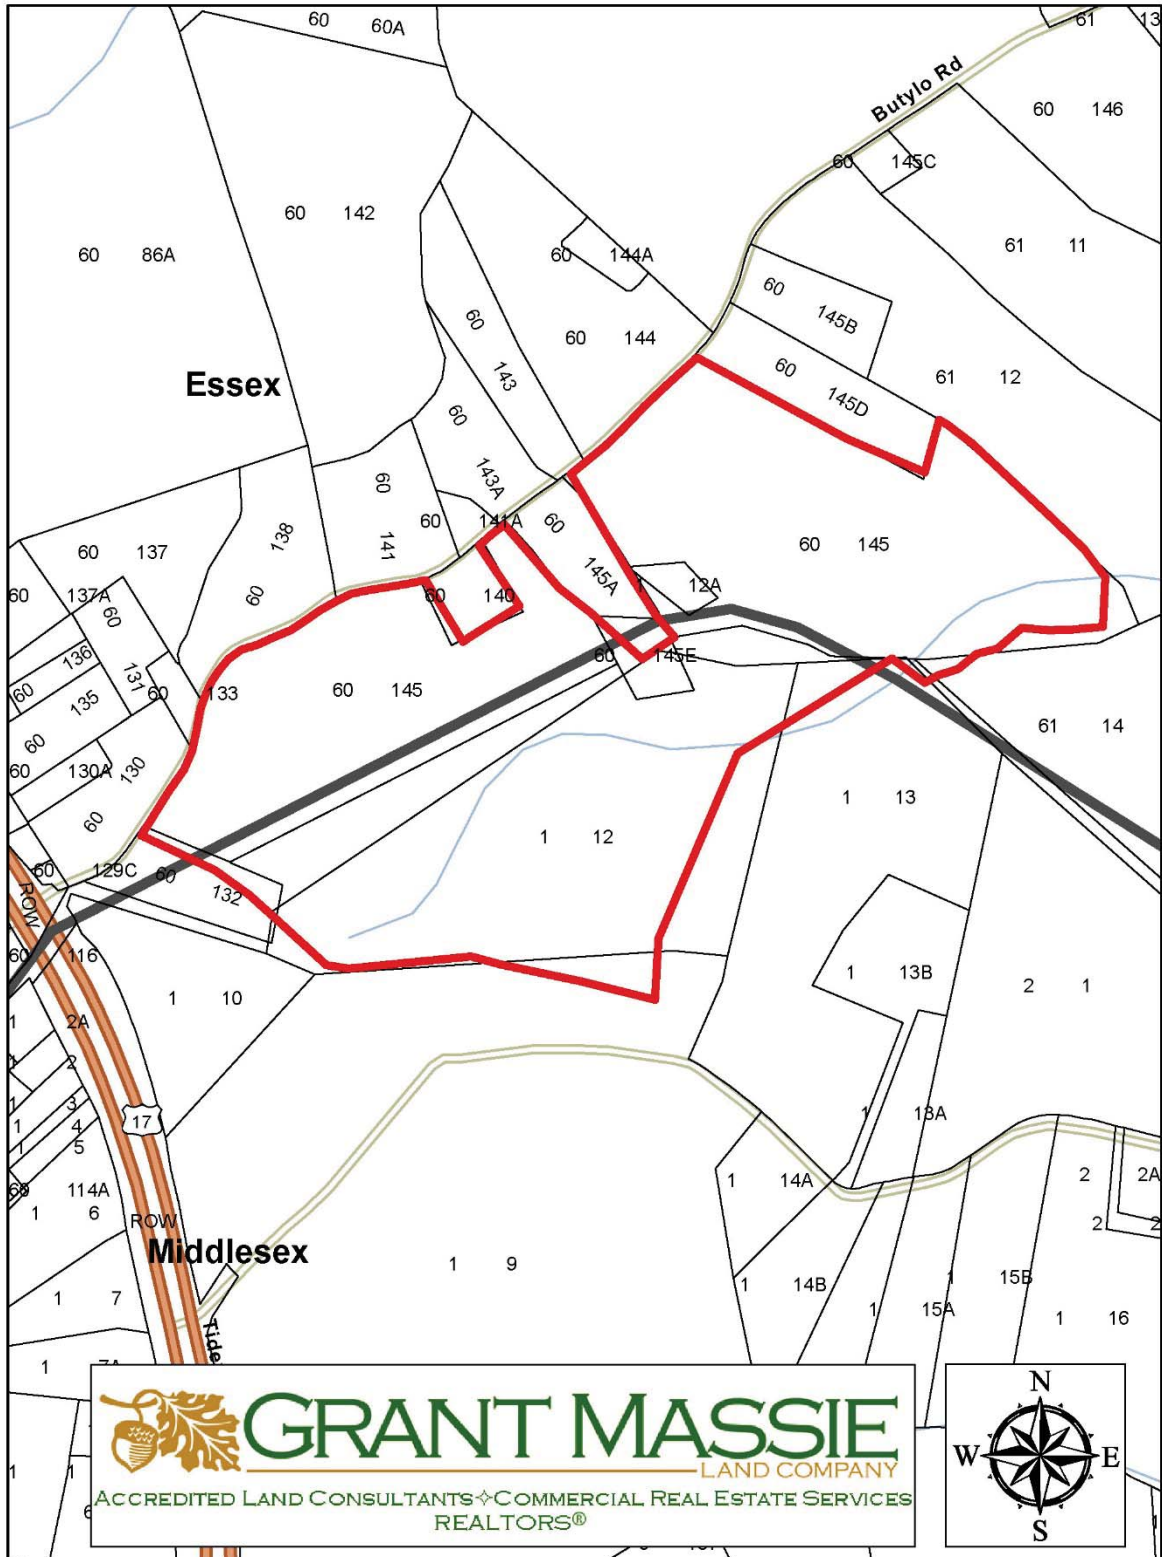 60 60A
61 13
Butylo Rd
60 146
60 145C
60 142
60 86A
60 144A
61 11
60 145B
60 143
60 144
Essex
60 145D
61 12
60 143A
60 141
60 141A
60 138
60 137
60 145A
60 145
60 137A
60 140
1 12A
60 131
136
60 135
60 133
60 145
60 145E
61 14
60
60 130A
60 130
1 13
1 12
60 129C
60 132
ROW
60 116
1 13B
2 1
1 10
1 2A
1 2
1 3
1 4
1 5
17
1 13A
60 114A
1 6
ROW
1 14A
2 2A
2 2
Middlesex
1 9
1 14B
1 15B
1 7
1 15A
1 16
Tide
1 7A
GRANT MASSIE
LAND COMPANY
ACCREDITED LAND CONSULTANTS✧COMMERCIAL REAL ESTATE SERVICES
REALTORS®
N
W E
S
1 1